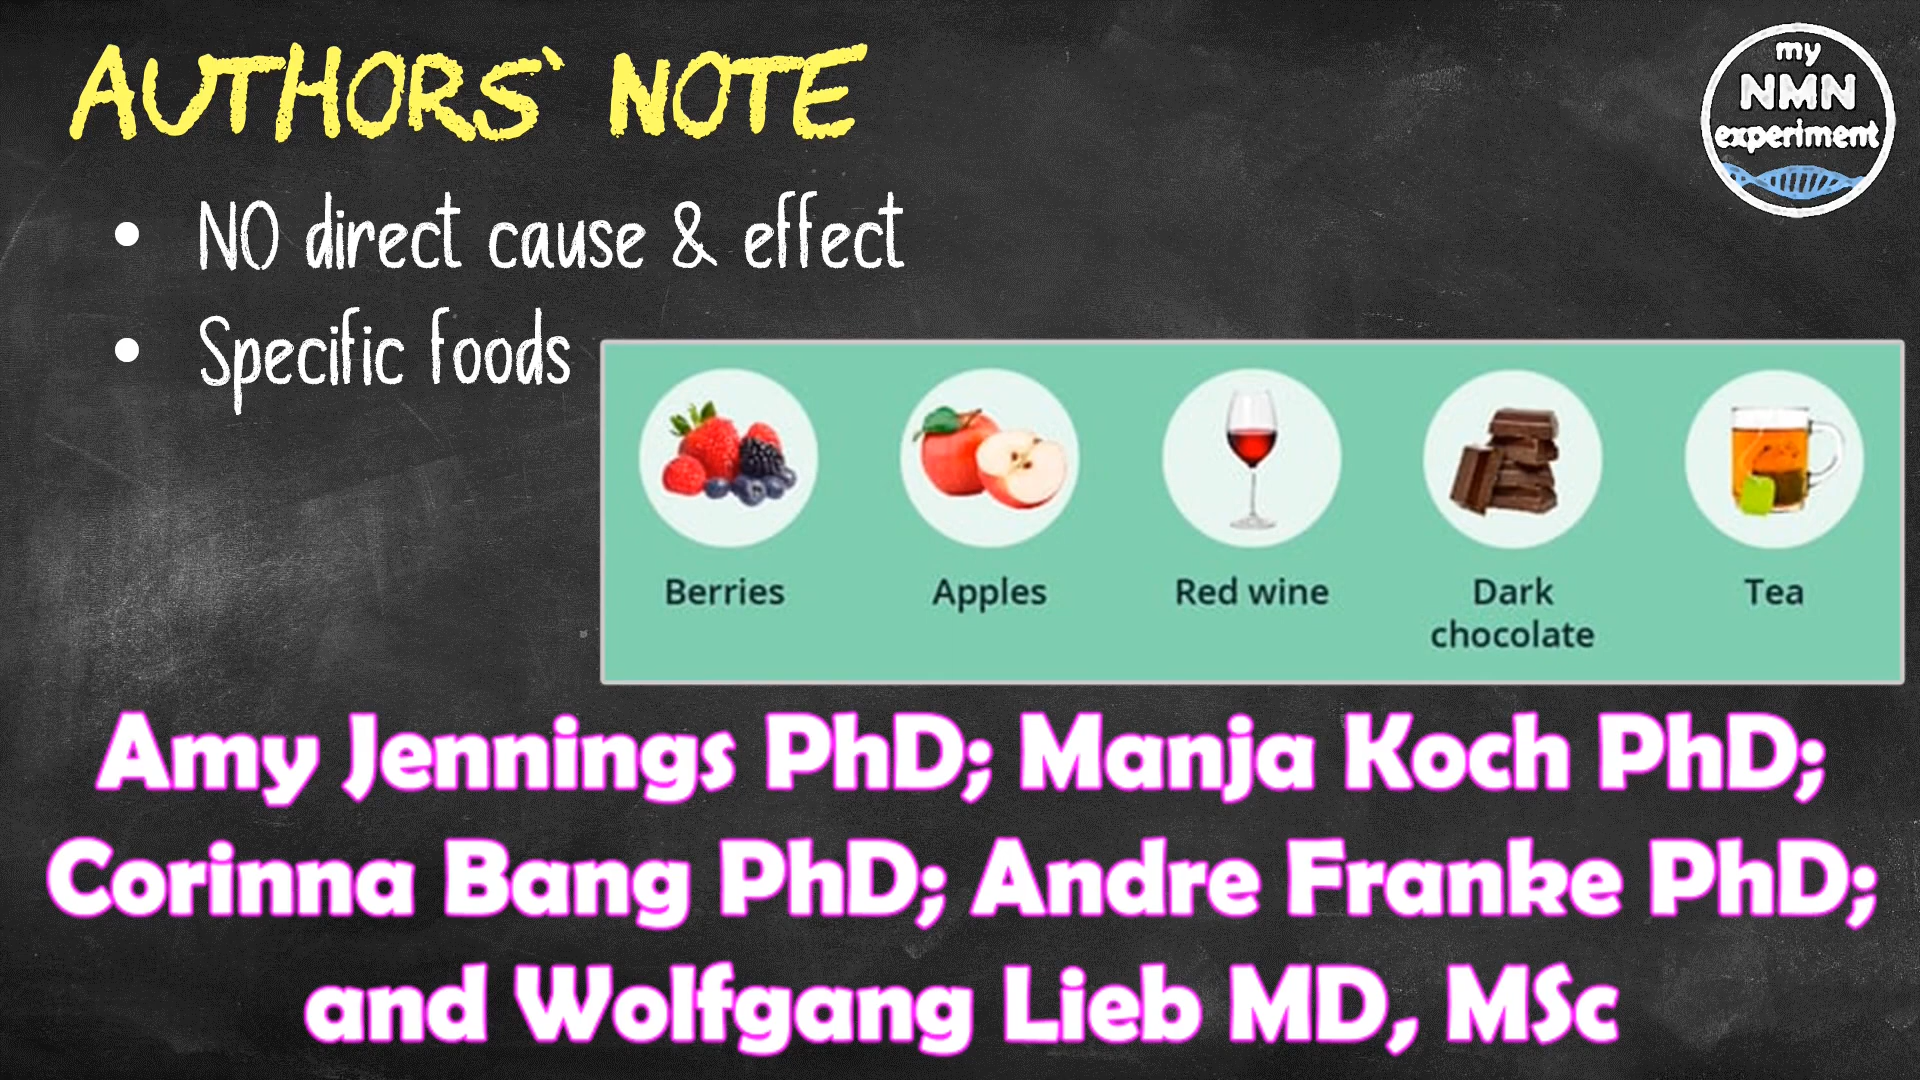 AUTHORS` NOTE
my
NMN
experiment
• NO direct cause & effect
• Specific foods
Berries
Apples
Red wine
Dark
chocolate
Tea
Amy Jennings PhD; Manja Koch PhD;
Corinna Bang PhD; Andre Franke PhD;
and Wolfgang Lieb MD, MSc